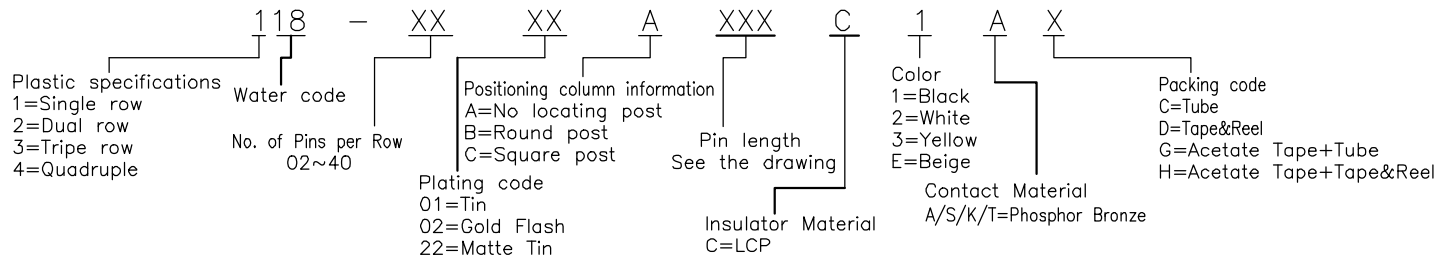 118 - XX XX A XXX C 1 A X
Plastic specifications
1=Single row
2=Dual row
3=Tripe row
4=Quadruple
Water code
No. of Pins per Row
02~40
Plating code
01=Tin
02=Gold Flash
22=Matte Tin
Positioning column information
A=No locating post
B=Round post
C=Square post
Pin length
See the drawing
Insulator Material
C=LCP
Color
1=Black
2=White
3=Yellow
E=Beige
Contact Material
A/S/K/T=Phosphor Bronze
Packing code
C=Tube
D=Tape&Reel
G=Acetate Tape+Tube
H=Acetate Tape+Tape&Reel